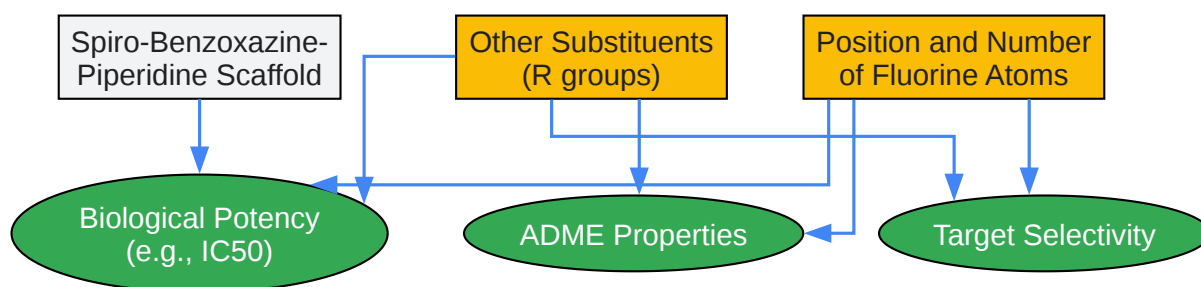 Spiro-Benzoxazine-
Piperidine Scaffold
Other Substituents
(R groups)
Position and Number
of Fluorine Atoms
Biological Potency
(e.g., IC50)
ADME Properties
Target Selectivity